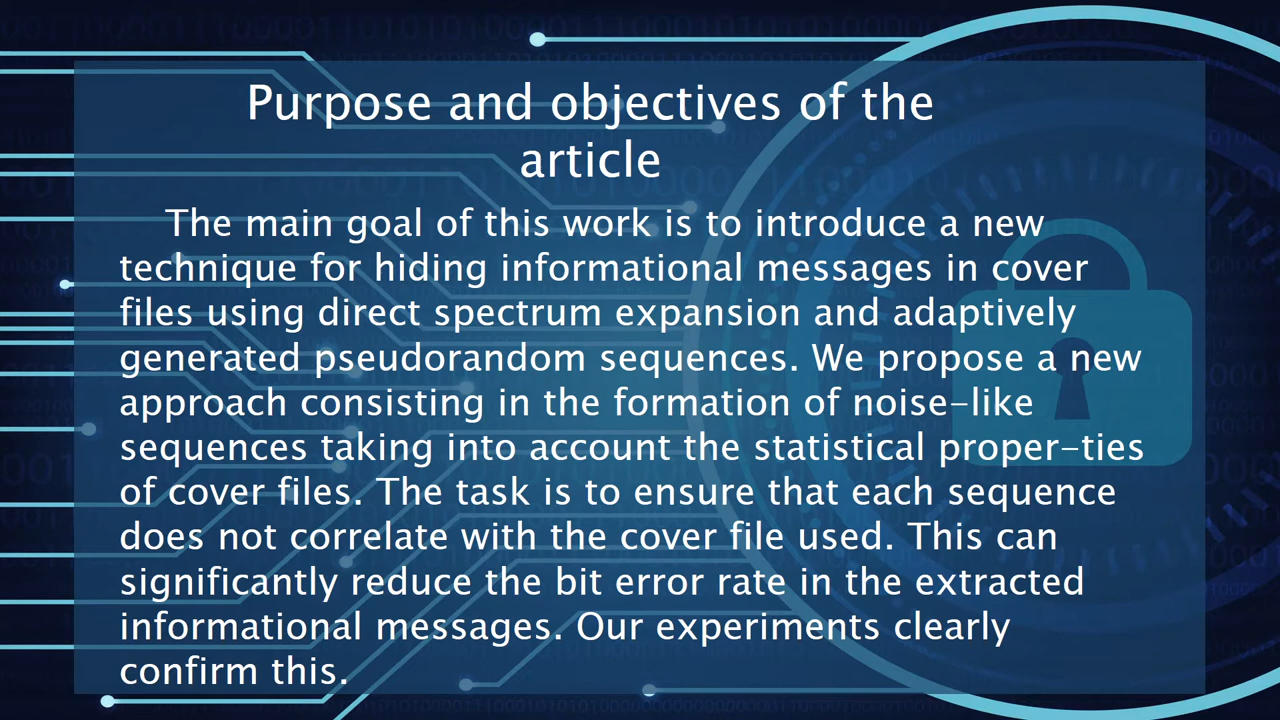 Purpose and objectives of the
article
The main goal of this work is to introduce a new
technique for hiding informational messages in cover
files using direct spectrum expansion and adaptively
generated pseudorandom sequences. We propose a new
approach consisting in the formation of noise-like
sequences taking into account the statistical proper-ties
of cover files. The task is to ensure that each sequence
does not correlate with the cover file used. This can
significantly reduce the bit error rate in the extracted
informational messages. Our experiments clearly
confirm this.